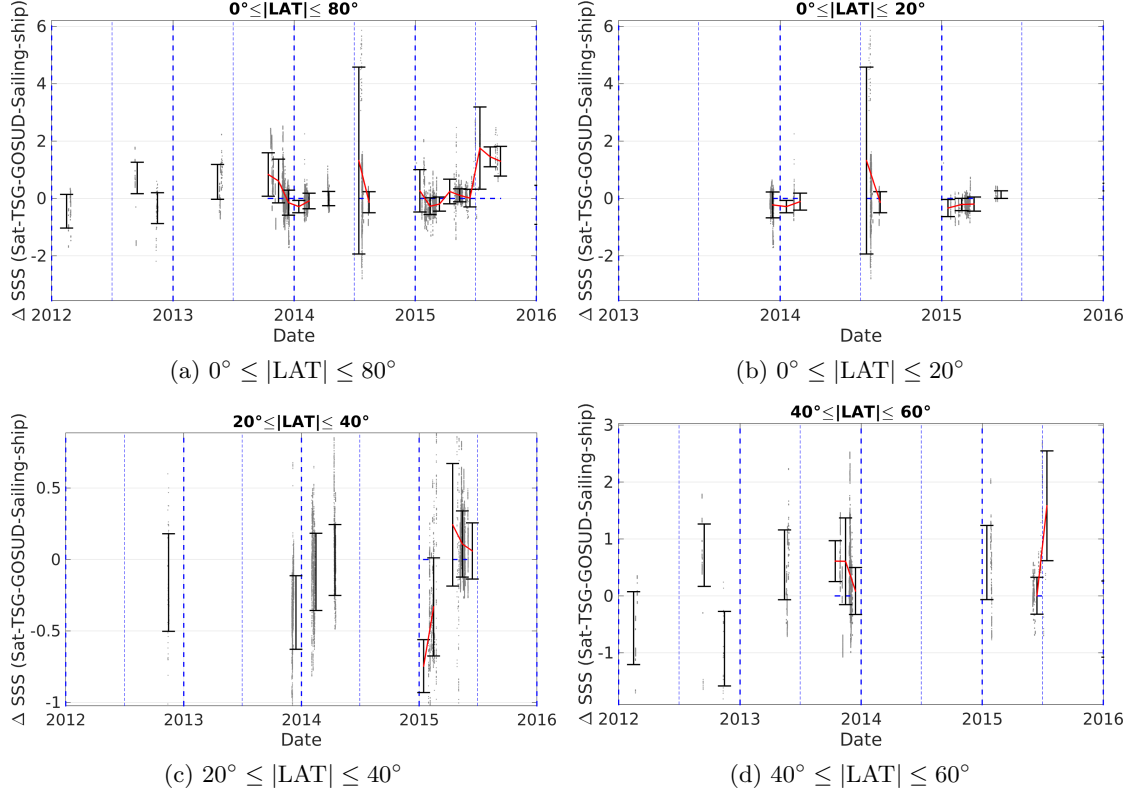 0°≤|LAT|≤ 80°
Δ SSS (Sat-TSG-GOSUD-Sailing-ship)
6
4
2
0
-2
2012 2013 2014 2015 2016
Date
(a) 0° ≤ |LAT| ≤ 80°
0°≤|LAT|≤ 20°
Δ SSS (Sat-TSG-GOSUD-Sailing-ship)
6
4
2
0
-2
2013 2014 2015 2016
Date
(b) 0° ≤ |LAT| ≤ 20°
20°≤|LAT|≤ 40°
Δ SSS (Sat-TSG-GOSUD-Sailing-ship)
0.5
0
-0.5
-1
2012 2013 2014 2015 2016
Date
(c) 20° ≤ |LAT| ≤ 40°
40°≤|LAT|≤ 60°
Δ SSS (Sat-TSG-GOSUD-Sailing-ship)
3
2
1
0
-1
2012 2013 2014 2015 2016
Date
(d) 40° ≤ |LAT| ≤ 60°